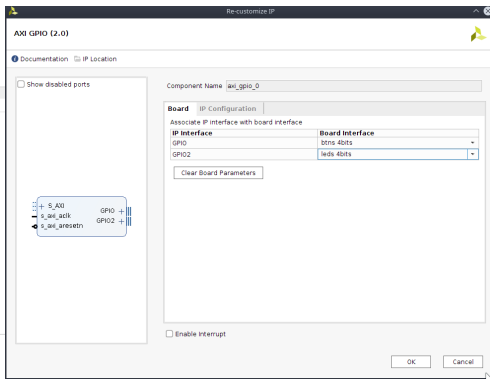 Re-customize IP
AXI GPIO (2.0)
Documentation IP Location
Show disabled ports
Component Name axi_gpio_0
Board IP Configuration
Associate IP interface with board interface
IP Interface Board Interface
GPIO btns 4bits
GPIO2 leds 4bits
Clear Board Parameters
S_AXI
s_axi_aclk
s_axi_aresetn
GPIO
GPIO2
Enable Interrupt
OK Cancel